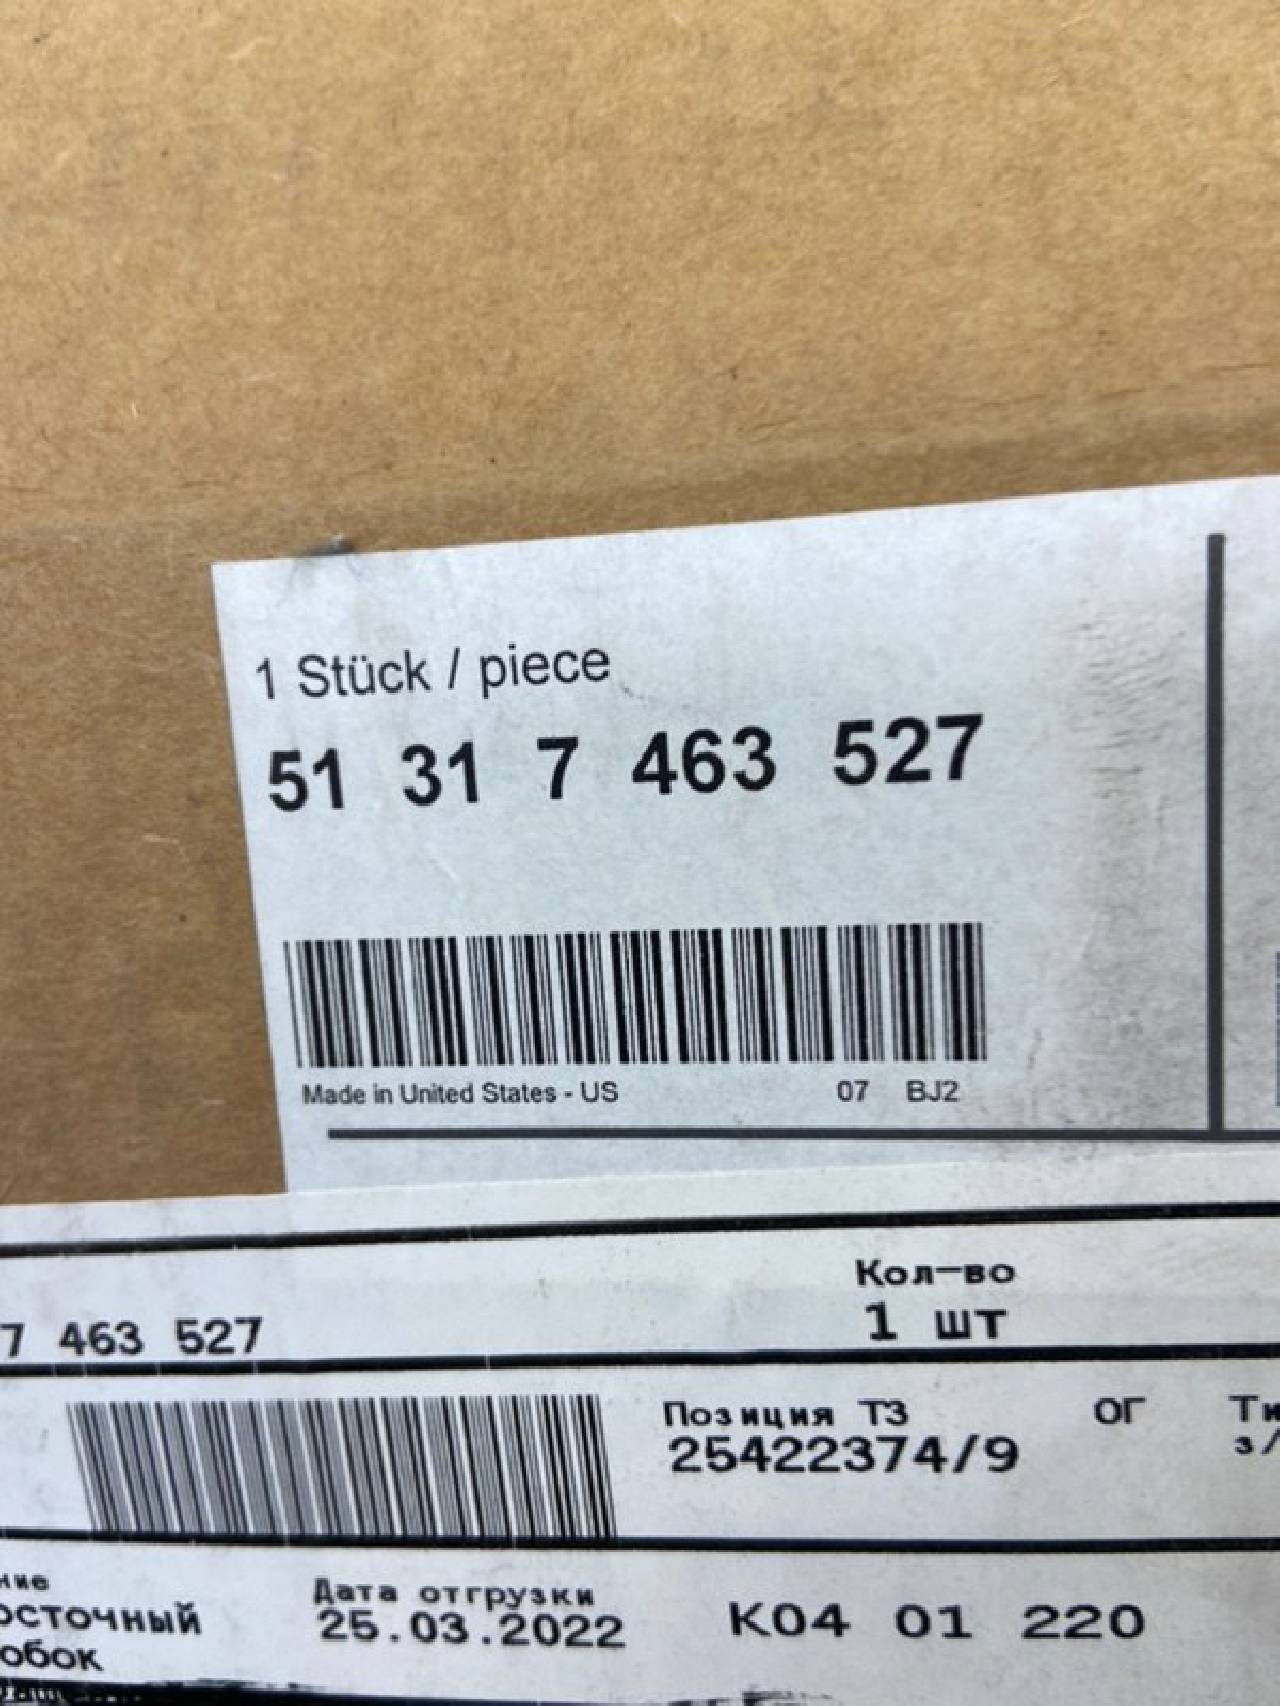 1 Stück / piece
51 31 7 463 527
Made in United States - US 07 BJ2
Кол-во
7 463 527 1 шт
Позиция ТЗ ОГ
25422374/9 з/
Дата отгрузки
25.03.2022 К04 01 220